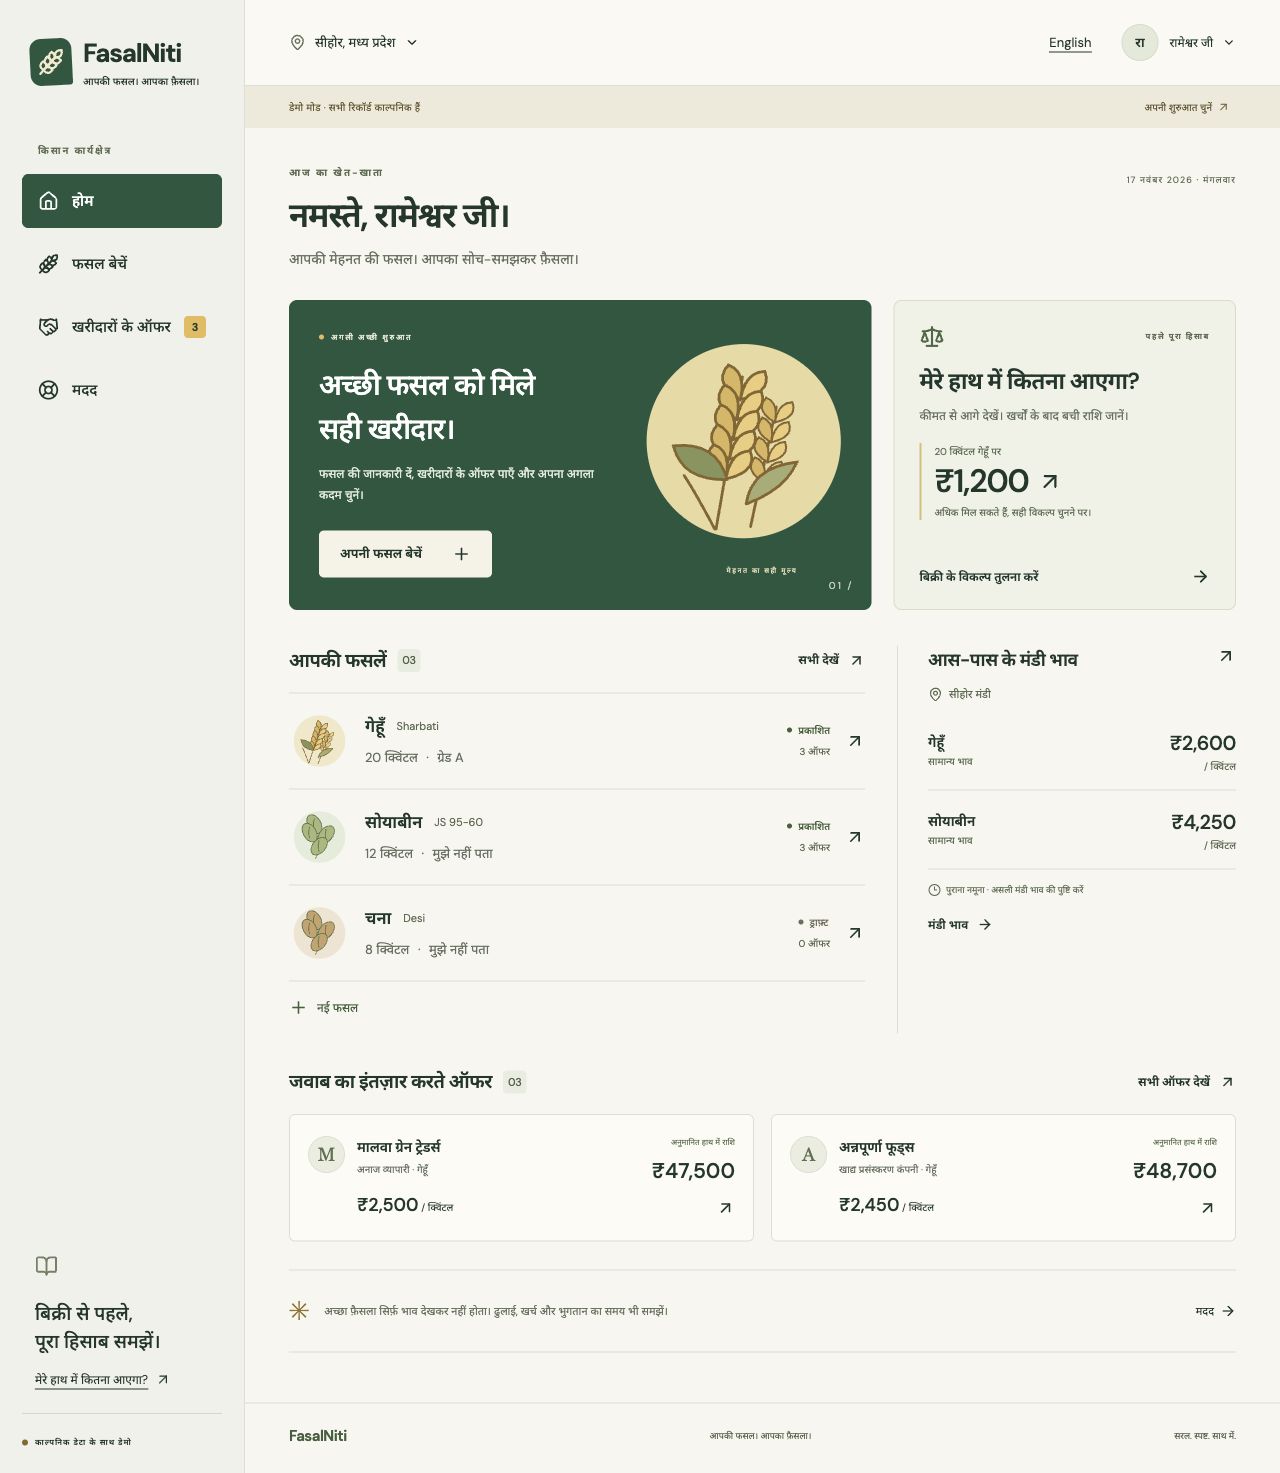 FasalNiti
आपकी फसल। आपका फ़ैसला।
किसान कार्यक्षेत्र
होम
फसल बेचें
खरीदारों के ऑफर 3
मदद
बिक्री से पहले,
पूरा हिसाब समझें।
मेरे हाथ में कितना आएगा?
काल्पनिक डेटा के साथ डेमो
सीहोर, मध्य प्रदेश
English
रा रामेश्वर जी
डेमो मोड · सभी रिकॉर्ड काल्पनिक हैं
अपनी शुरुआत चुनें
आज का खेत-खाता
17 नवंबर 2026 · मंगलवार
नमस्ते, रामेश्वर जी।
आपकी मेहनत की फसल। आपका सोच-समझकर फ़ैसला।
अगली अच्छी शुरुआत
अच्छी फसल को मिले
सही खरीदार।
फसल की जानकारी दें, खरीदारों के ऑफर पाएँ और अपना अगला
कदम चुनें।
अपनी फसल बेचें
मेहनत का सही मूल्य
01 /
पहले पूरा हिसाब
मेरे हाथ में कितना आएगा?
कीमत से आगे देखें। खर्चों के बाद बची राशि जानें।
20 क्विंटल गेहूँ पर
₹1,200
अधिक मिल सकते हैं, सही विकल्प चुनने पर।
बिक्री के विकल्प तुलना करें
आपकी फसलें 03
सभी देखें
गेहूँ Sharbati
20 क्विंटल · ग्रेड A
प्रकाशित
3 ऑफर
सोयाबीन JS 95-60
12 क्विंटल · मुझे नहीं पता
प्रकाशित
3 ऑफर
चना Desi
8 क्विंटल · मुझे नहीं पता
ड्राफ़्ट
0 ऑफर
नई फसल
आस-पास के मंडी भाव
सीहोर मंडी
गेहूँ
सामान्य भाव
₹2,600
/ क्विंटल
सोयाबीन
सामान्य भाव
₹4,250
/ क्विंटल
पुराना नमूना · असली मंडी भाव की पुष्टि करें
मंडी भाव
जवाब का इंतज़ार करते ऑफर 03
सभी ऑफर देखें
M
मालवा ग्रेन ट्रेडर्स
अनाज व्यापारी · गेहूँ
₹2,500 / क्विंटल
अनुमानित हाथ में राशि
₹47,500
A
अन्नपूर्णा फूड्स
खाद्य प्रसंस्करण कंपनी · गेहूँ
₹2,450 / क्विंटल
अनुमानित हाथ में राशि
₹48,700
अच्छा फ़ैसला सिर्फ़ भाव देखकर नहीं होता। ढुलाई, खर्च और भुगतान का समय भी समझें।
मदद
FasalNiti
आपकी फसल। आपका फ़ैसला।
सरल. स्पष्ट. साथ में.